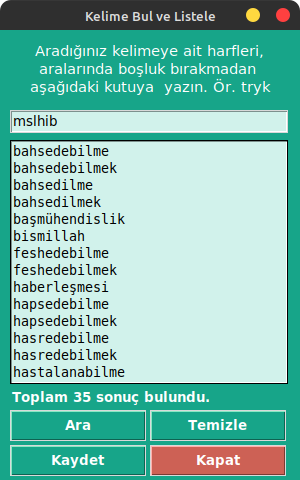 Kelime Bul ve Listele
Aradığınız kelimeye ait harfleri,
aralarında boşluk bırakmadan
aşağıdaki kutuya  yazın. Ör. tryk
mslhib
bahsedebilme
bahsedebilmek
bahsedilme
bahsedilmek
başmühendislik
bismillah
feshedebilme
feshedebilmek
haberleşmesi
hapsedebilme
hapsedebilmek
hasredebilme
hasredebilmek
hastalanabilme
Toplam 35 sonuç bulundu.
Ara
Temizle
Kaydet
Kapat